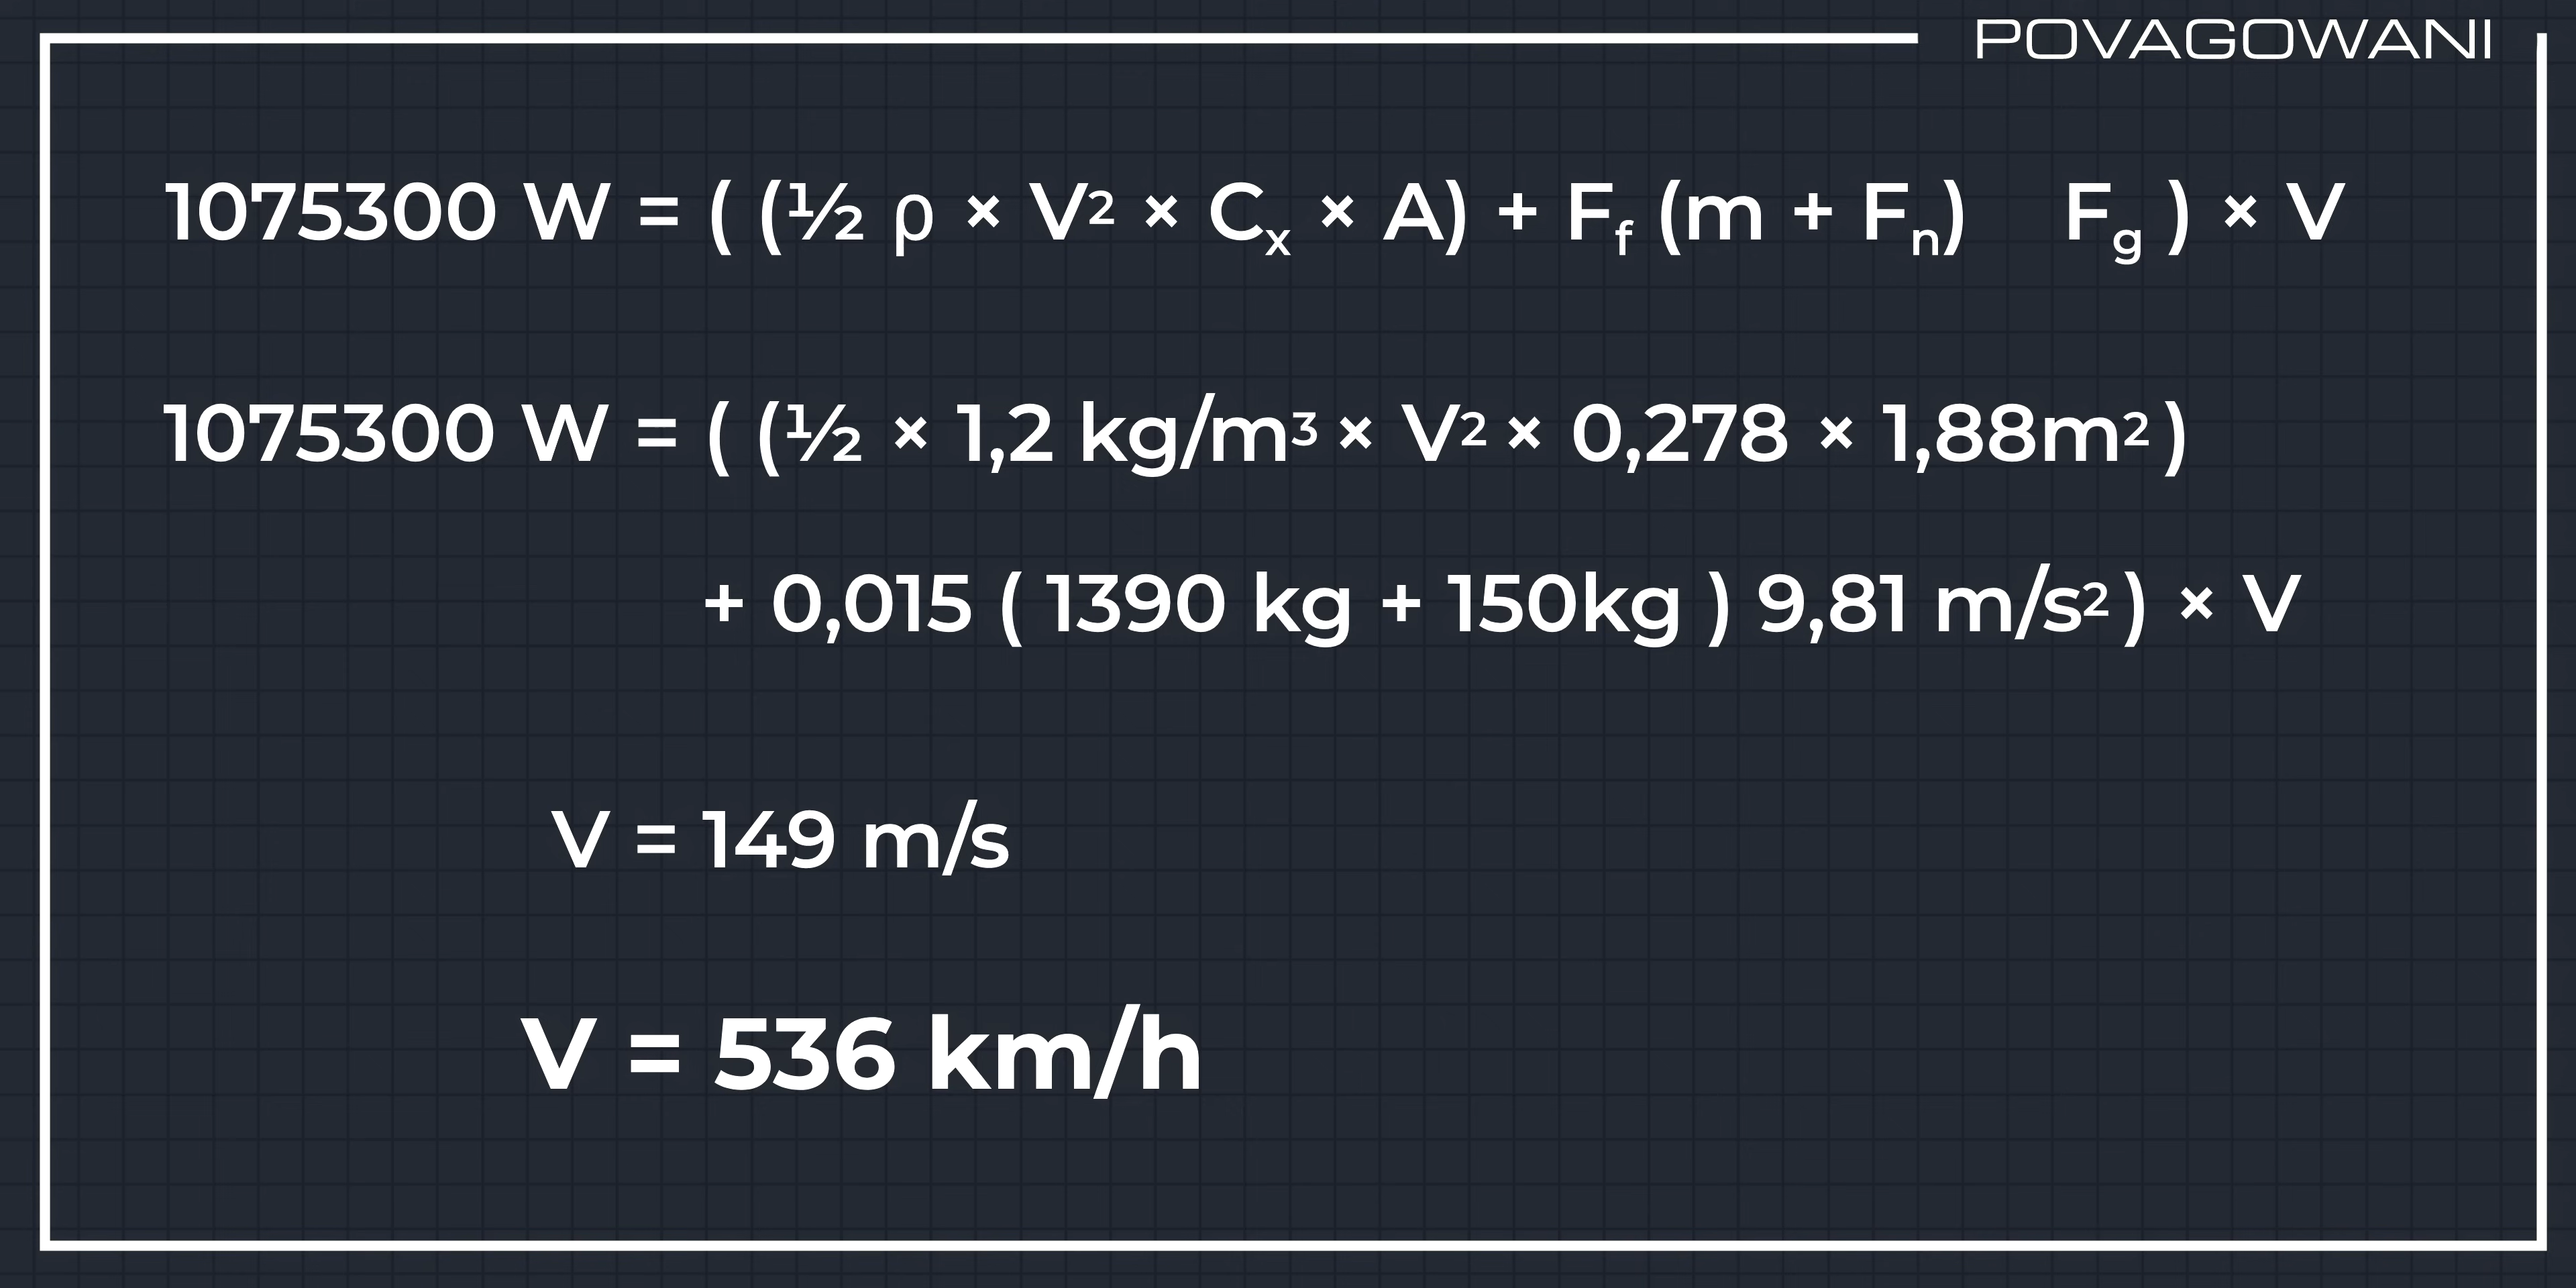 POVAGOWANI
1075300 W = ( (½ ρ × V² × Cₓ × A) + F_f (m + Fₙ) F_g ) × V
1075300 W = ( (½ × 1,2 kg/m³ × V² × 0,278 × 1,88m² )
+ 0,015 ( 1390 kg + 150kg ) 9,81 m/s² ) × V
V = 149 m/s
V = 536 km/h